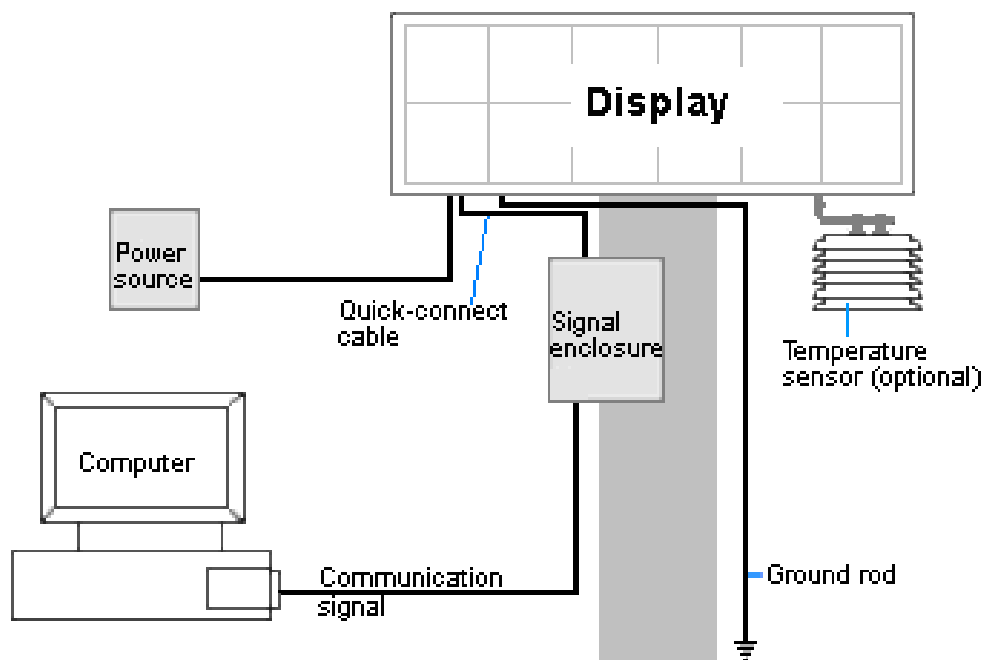 Display
Power
source
Quick-connect
cable
Signal
enclosure
Temperature
sensor (optional)
Computer
Communication
signal
Ground rod